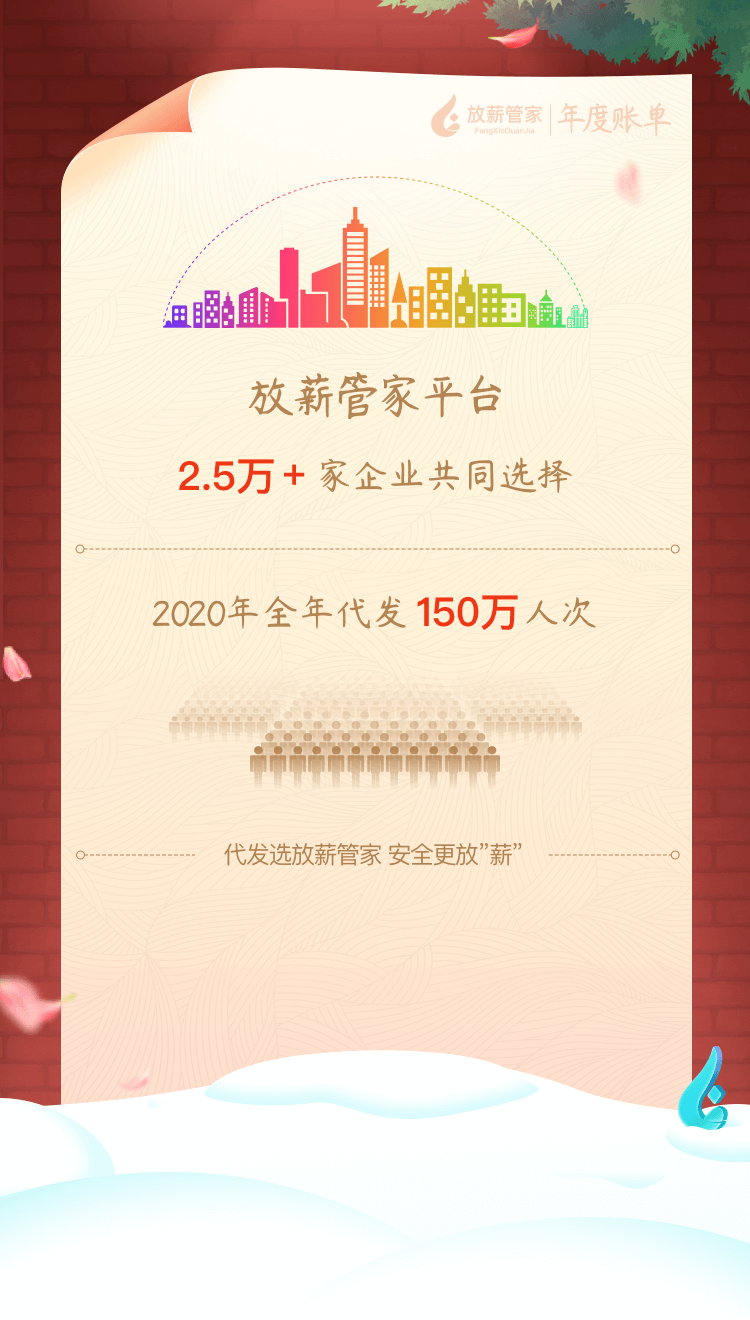 放薪管家 年度账单
FangXinGuanJia
放薪管家平台
2.5万+家企业共同选择
2020年全年代发150万人次
代发选放薪管家 安全更放”薪”